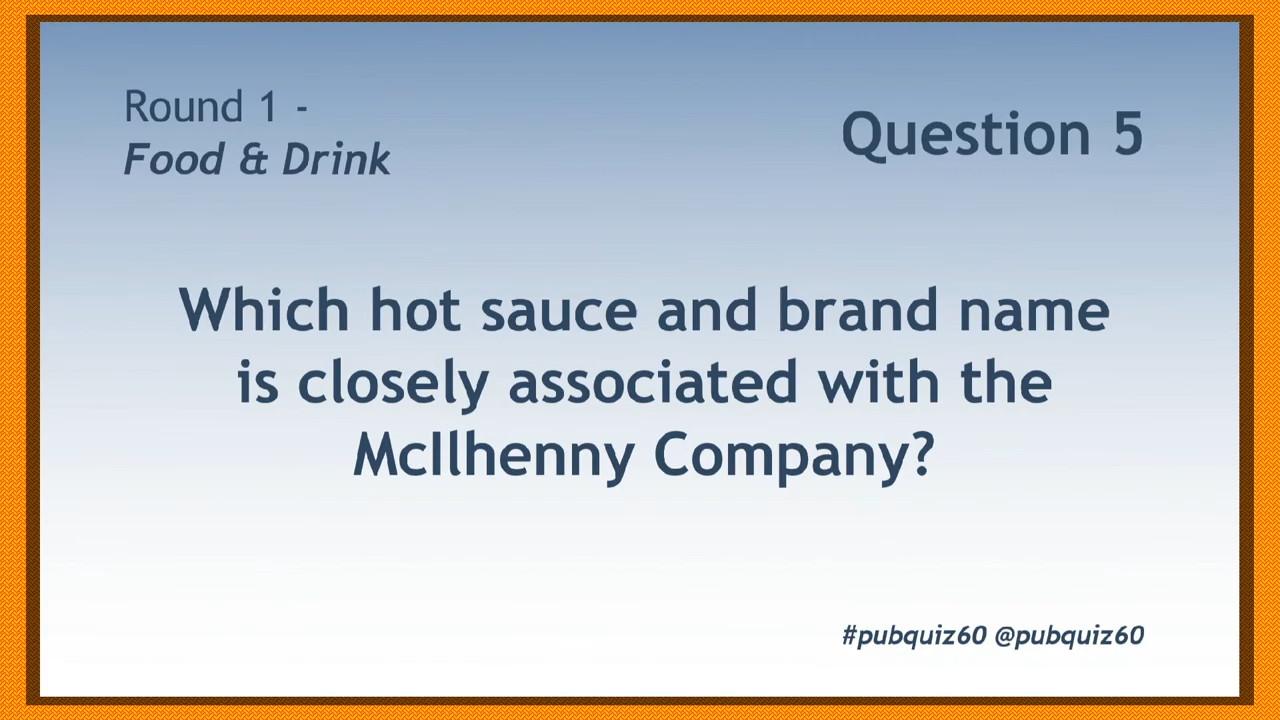 Round 1 -
Food & Drink
Question 5
Which hot sauce and brand name
is closely associated with the
McIlhenny Company?
#pubquiz60 @pubquiz60